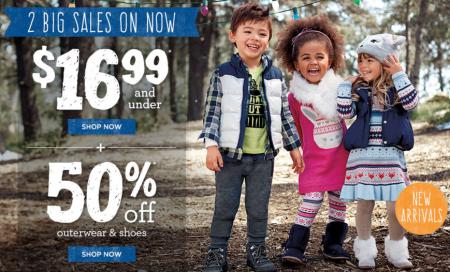 2 BIG SALES ON NOW
$16.99
and
under
SHOP NOW
+
50%
off
outerwear & shoes
SHOP NOW
NEW
ARRIVALS